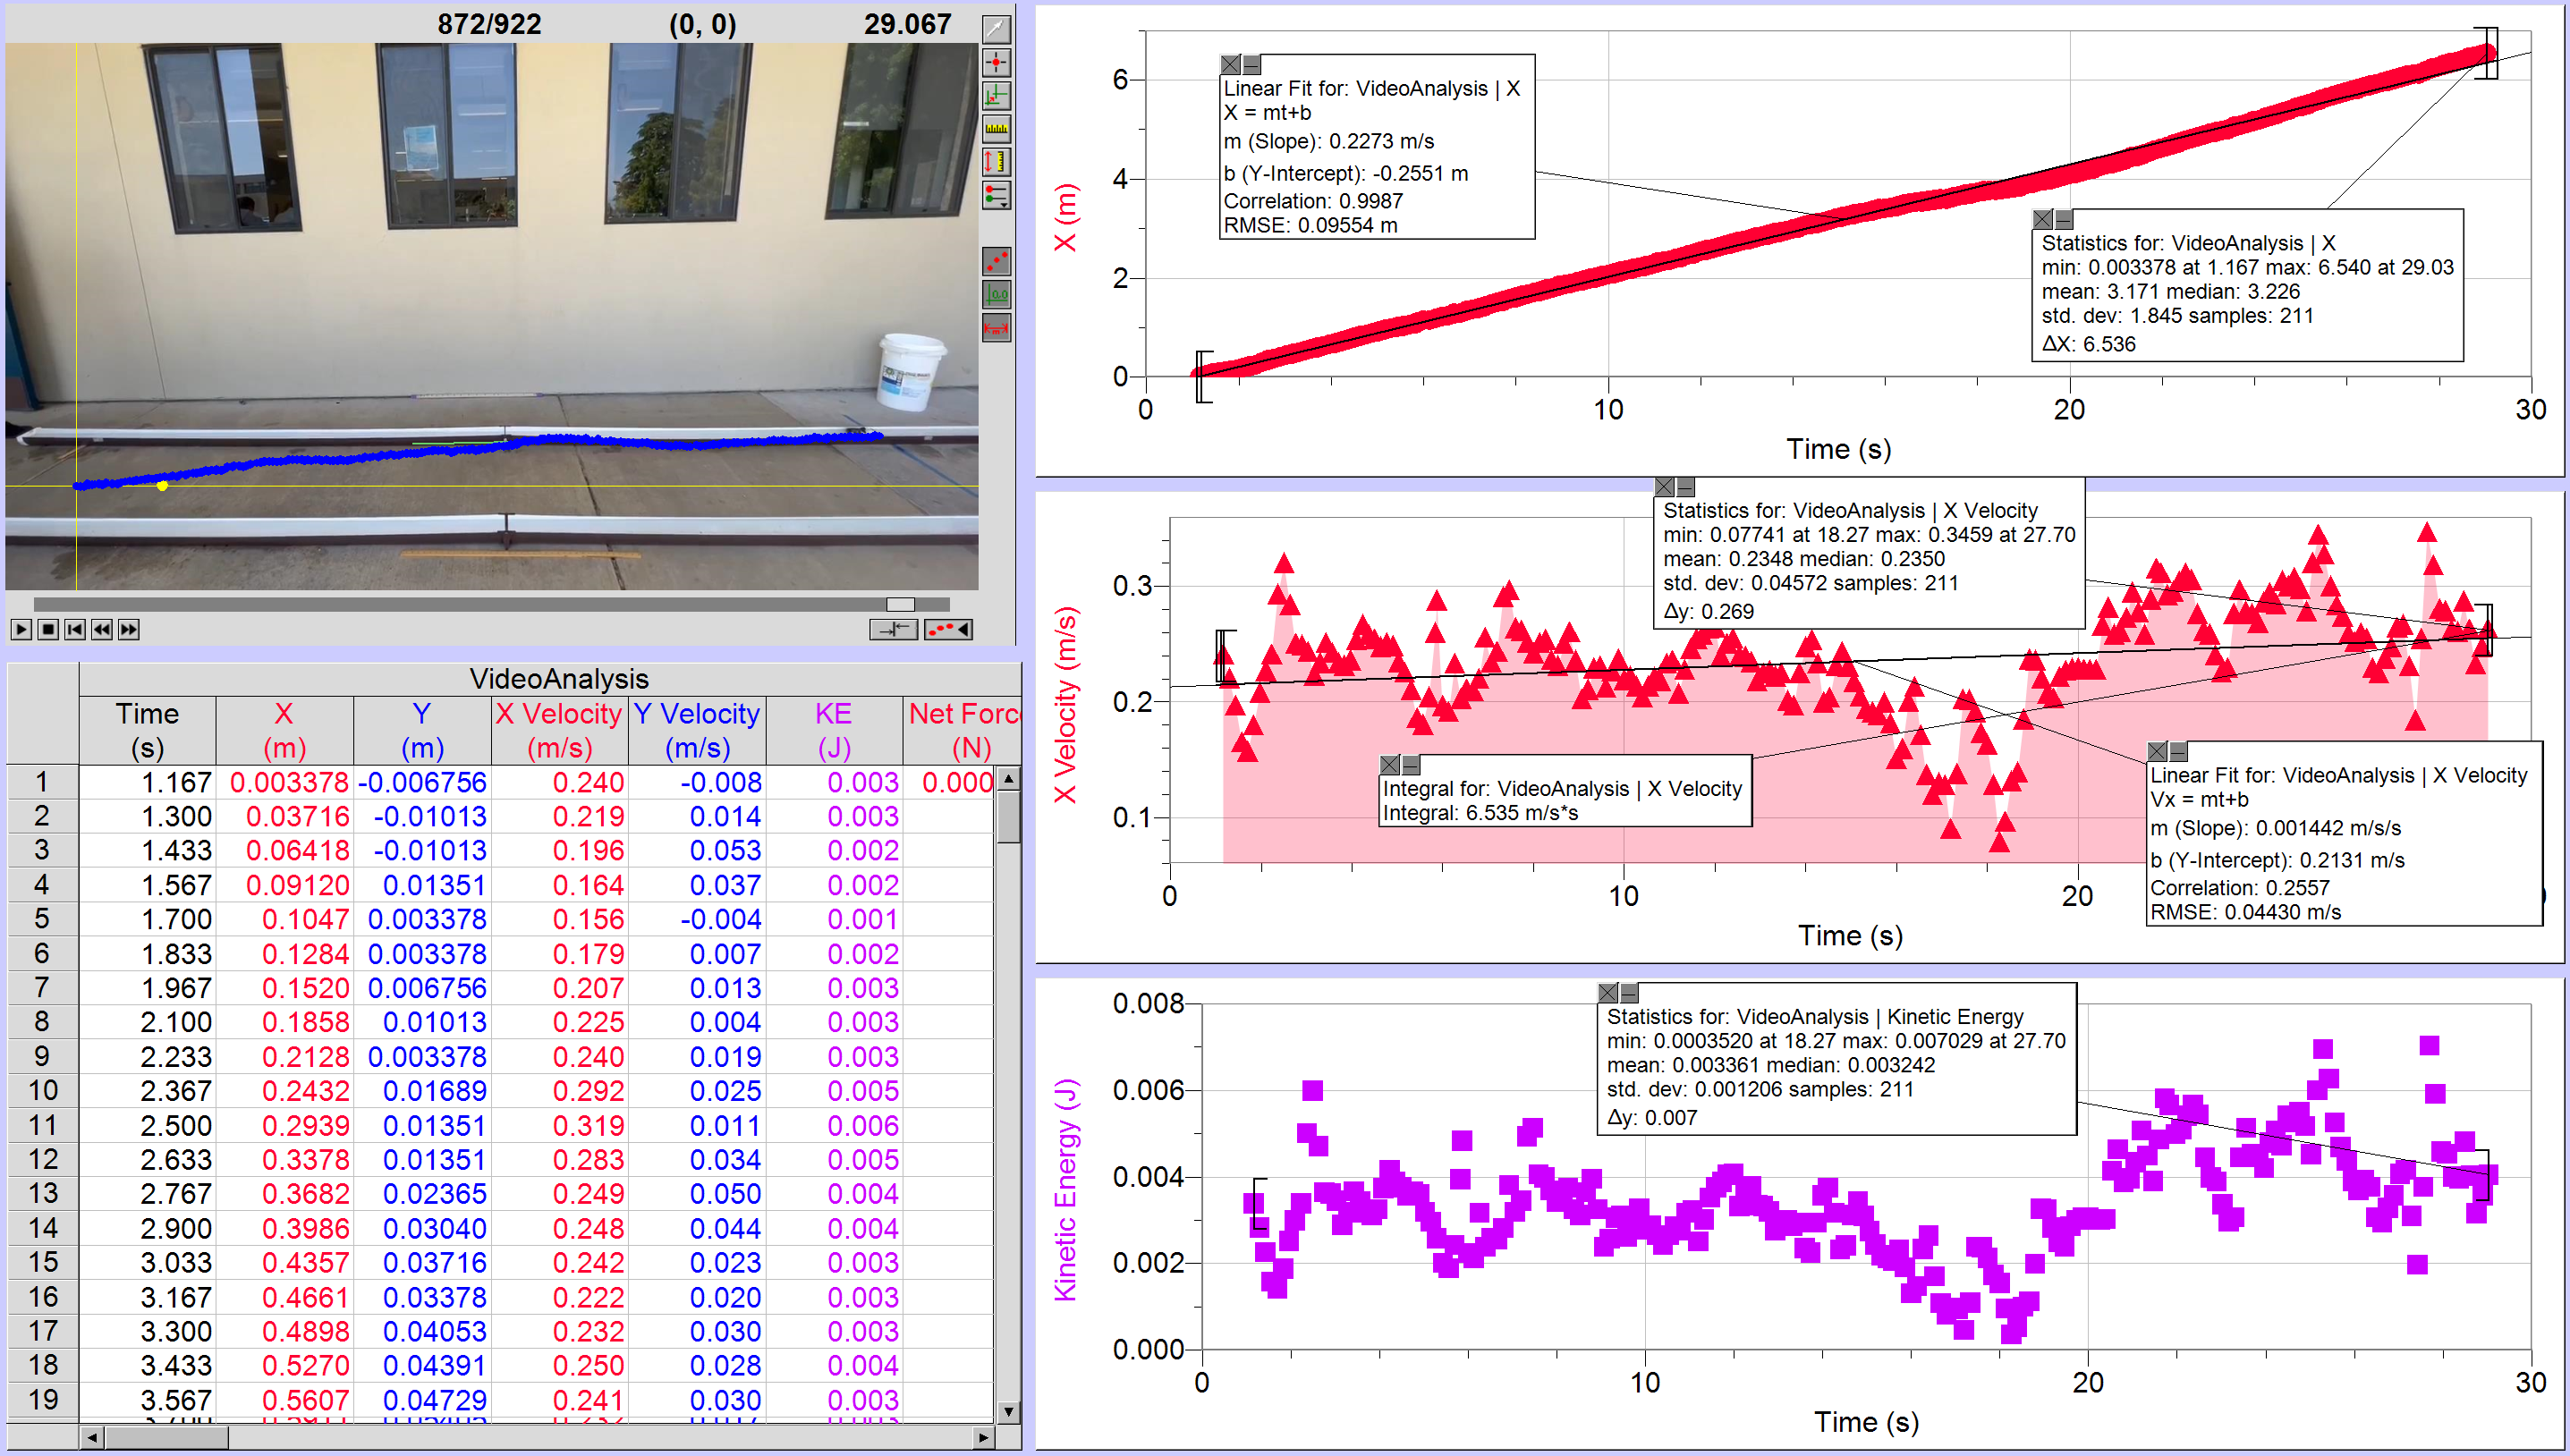 872/922 (0, 0) 29.067
VideoAnalysis
Time X Y X Velocity Y Velocity KE Net Forc
(s) (m) (m) (m/s) (m/s) (J) (N)
1 1.167 0.003378 -0.006756 0.240 -0.008 0.003 0.000
2 1.300 0.03716 -0.01013 0.219 0.014 0.003
3 1.433 0.06418 -0.01013 0.196 0.053 0.002
4 1.567 0.09120 0.01351 0.164 0.037 0.002
5 1.700 0.1047 0.003378 0.156 -0.004 0.001
6 1.833 0.1284 0.003378 0.179 0.007 0.002
7 1.967 0.1520 0.006756 0.207 0.013 0.003
8 2.100 0.1858 0.01013 0.225 0.004 0.003
9 2.233 0.2128 0.003378 0.240 0.019 0.003
10 2.367 0.2432 0.01689 0.292 0.025 0.005
11 2.500 0.2939 0.01351 0.319 0.011 0.006
12 2.633 0.3378 0.01351 0.283 0.034 0.005
13 2.767 0.3682 0.02365 0.249 0.050 0.004
14 2.900 0.3986 0.03040 0.248 0.044 0.004
15 3.033 0.4357 0.03716 0.242 0.023 0.003
16 3.167 0.4661 0.03378 0.222 0.020 0.003
17 3.300 0.4898 0.04053 0.232 0.030 0.003
18 3.433 0.5270 0.04391 0.250 0.028 0.004
19 3.567 0.5607 0.04729 0.241 0.030 0.003
X (m)
6
4
2
0
0 10 20 30
Time (s)
Linear Fit for: VideoAnalysis | X
X = mt+b
m (Slope): 0.2273 m/s
b (Y-Intercept): -0.2551 m
Correlation: 0.9987
RMSE: 0.09554 m
Statistics for: VideoAnalysis | X
min: 0.003378 at 1.167 max: 6.540 at 29.03
mean: 3.171 median: 3.226
std. dev: 1.845 samples: 211
ΔX: 6.536
X Velocity (m/s)
0.3
0.2
0.1
0 10 20
Time (s)
Statistics for: VideoAnalysis | X Velocity
min: 0.07741 at 18.27 max: 0.3459 at 27.70
mean: 0.2348 median: 0.2350
std. dev: 0.04572 samples: 211
Δy: 0.269
Integral for: VideoAnalysis | X Velocity
Integral: 6.535 m/s*s
Linear Fit for: VideoAnalysis | X Velocity
Vx = mt+b
m (Slope): 0.001442 m/s/s
b (Y-Intercept): 0.2131 m/s
Correlation: 0.2557
RMSE: 0.04430 m/s
Kinetic Energy (J)
0.008
0.006
0.004
0.002
0.000
0 10 20 30
Time (s)
Statistics for: VideoAnalysis | Kinetic Energy
min: 0.0003520 at 18.27 max: 0.007029 at 27.70
mean: 0.003361 median: 0.003242
std. dev: 0.001206 samples: 211
Δy: 0.007